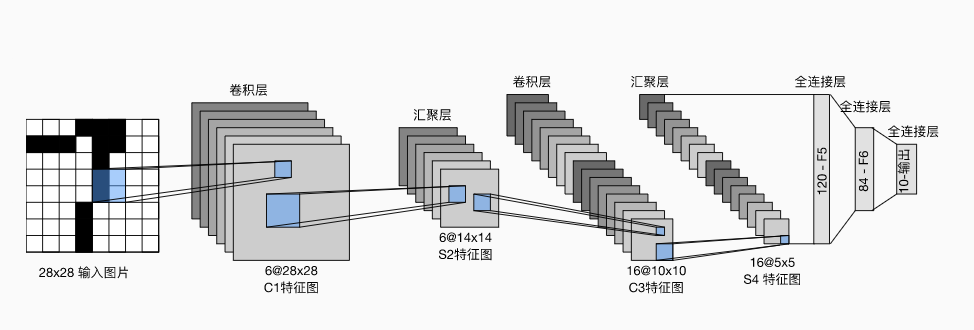 卷积层
汇聚层
卷积层
汇聚层
全连接层
全连接层
全连接层
28x28 输入图片
6@28x28
C1特征图
6@14x14
S2特征图
16@10x10
C3特征图
16@5x5
S4 特征图
120 - F5
84 - F6
10-输出